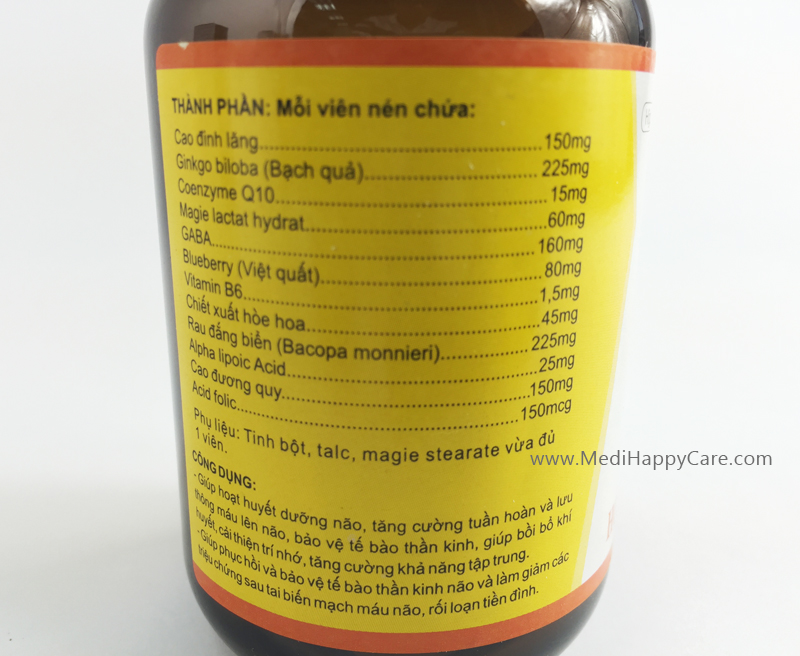 THÀNH PHẦN: Mỗi viên nén chứa:
Cao đinh lăng......150mg
Ginkgo biloba (Bạch quả)......225mg
Coenzyme Q10......15mg
Magie lactat hydrat......60mg
GABA......160mg
Blueberry (Việt quất)......80mg
Vitamin B6......1,5mg
Chiết xuất hòe hoa......45mg
Rau đắng biển (Bacopa monnieri)......225mg
Alpha lipoic Acid......25mg
Cao đương quy......150mg
Acid folic......150mcg
Phụ liệu: Tinh bột, talc, magie stearate vừa đủ
1 viên.
www.MediHappyCare.com
CÔNG DỤNG:
- Giúp hoạt huyết dưỡng não, tăng cường tuần hoàn và lưu
thông máu lên não, bảo vệ tế bào thần kinh, giúp bồi bổ khí
huyết, cải thiện trí nhớ, tăng cường khả năng tập trung.
- Giúp phục hồi và bảo vệ tế bào thần kinh não và làm giảm các
triệu chứng sau tai biến mạch máu não, rối loạn tiền đình.